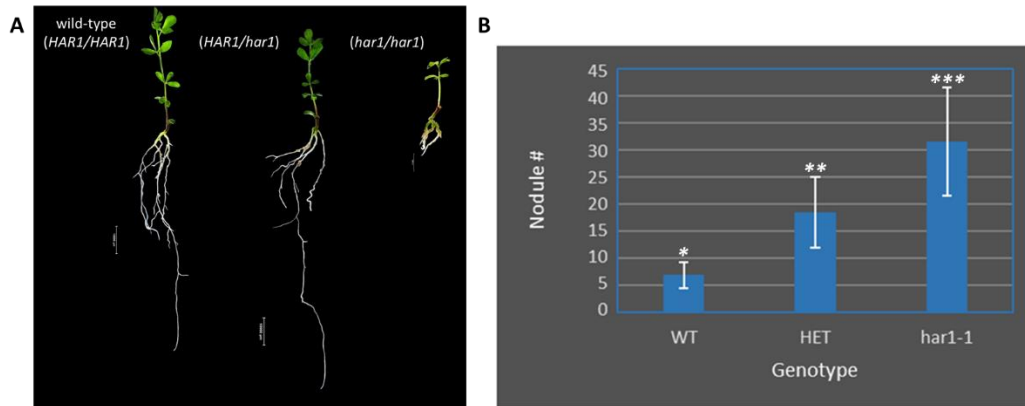 A
wild-type
(HAR1/HAR1)
(HAR1/har1)
(har1/har1)
B
45
40
35
30
25
20
15
10
5
0
Nodule #
*
**
***
WT
HET
har1-1
Genotype